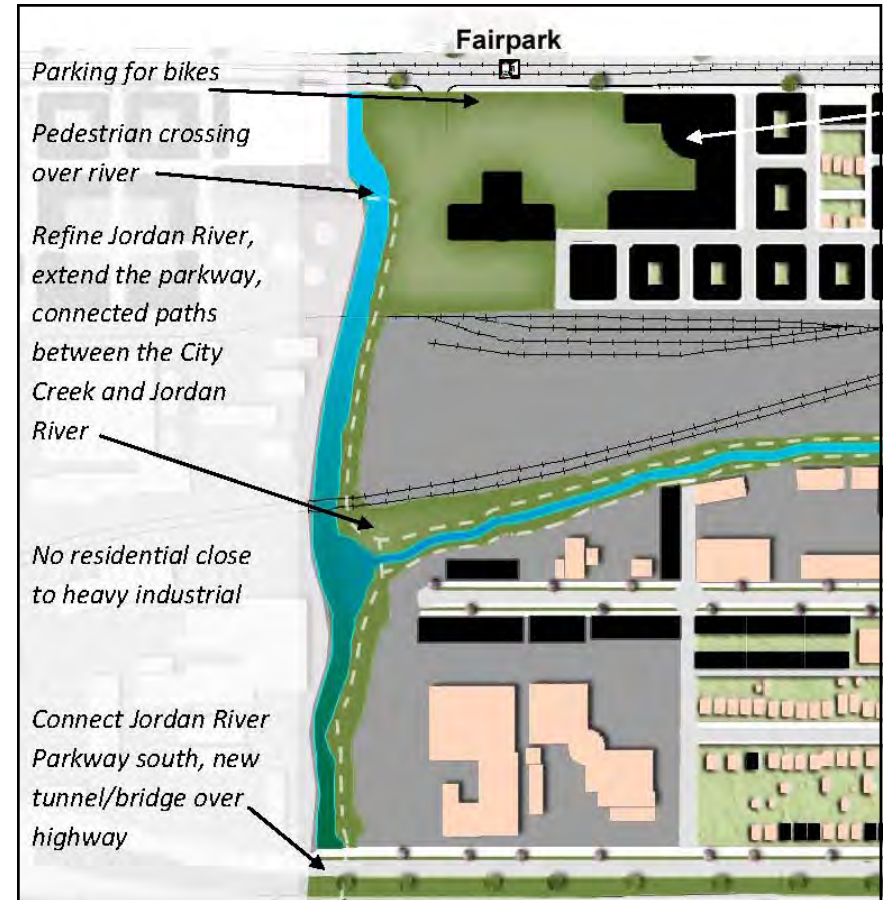 Fairpark
Parking for bikes
Pedestrian crossing
over river
Refine Jordan River,
extend the parkway,
connected paths
between the City
Creek and Jordan
River
No residential close
to heavy industrial
Connect Jordan River
Parkway south, new
tunnel/bridge over
highway